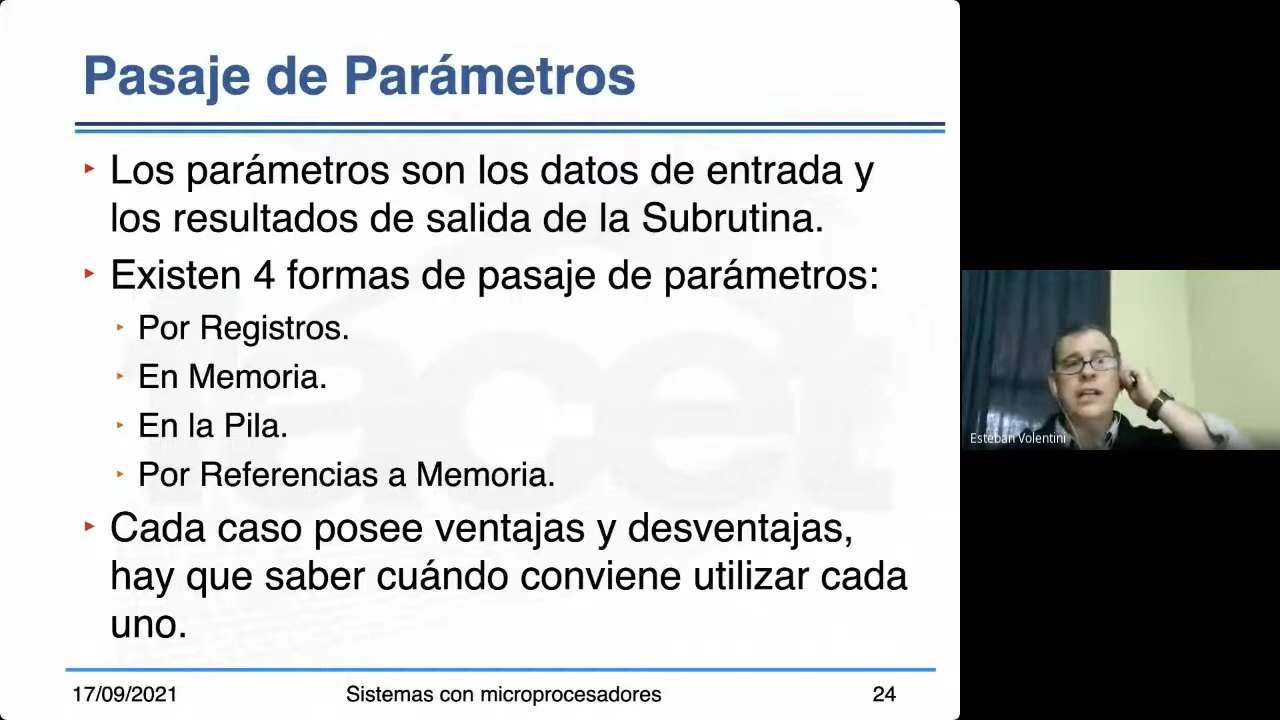 Pasaje de Parámetros
Los parámetros son los datos de entrada y
los resultados de salida de la Subrutina.
Existen 4 formas de pasaje de parámetros:
Por Registros.
En Memoria.
En la Pila.
Por Referencias a Memoria.
Cada caso posee ventajas y desventajas,
hay que saber cuándo conviene utilizar cada
uno.
17/09/2021
Sistemas con microprocesadores
24
Esteban Volentini